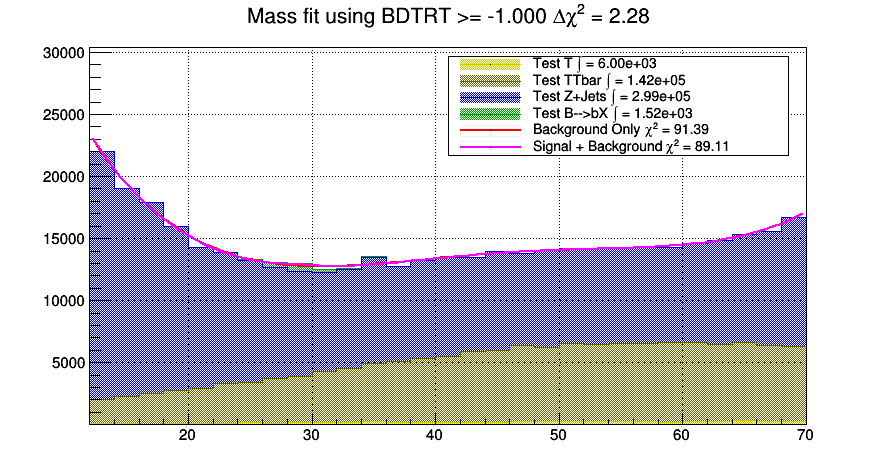 Mass fit using BDTRT >= -1.000 Δχ² = 2.28
30000
25000
20000
15000
10000
5000
Test T ∫ = 6.00e+03
Test TTbar ∫ = 1.42e+05
Test Z+Jets ∫ = 2.99e+05
Test B-->bX ∫ = 1.52e+03
Background Only χ² = 91.39
Signal + Background χ² = 89.11
20 30 40 50 60 70